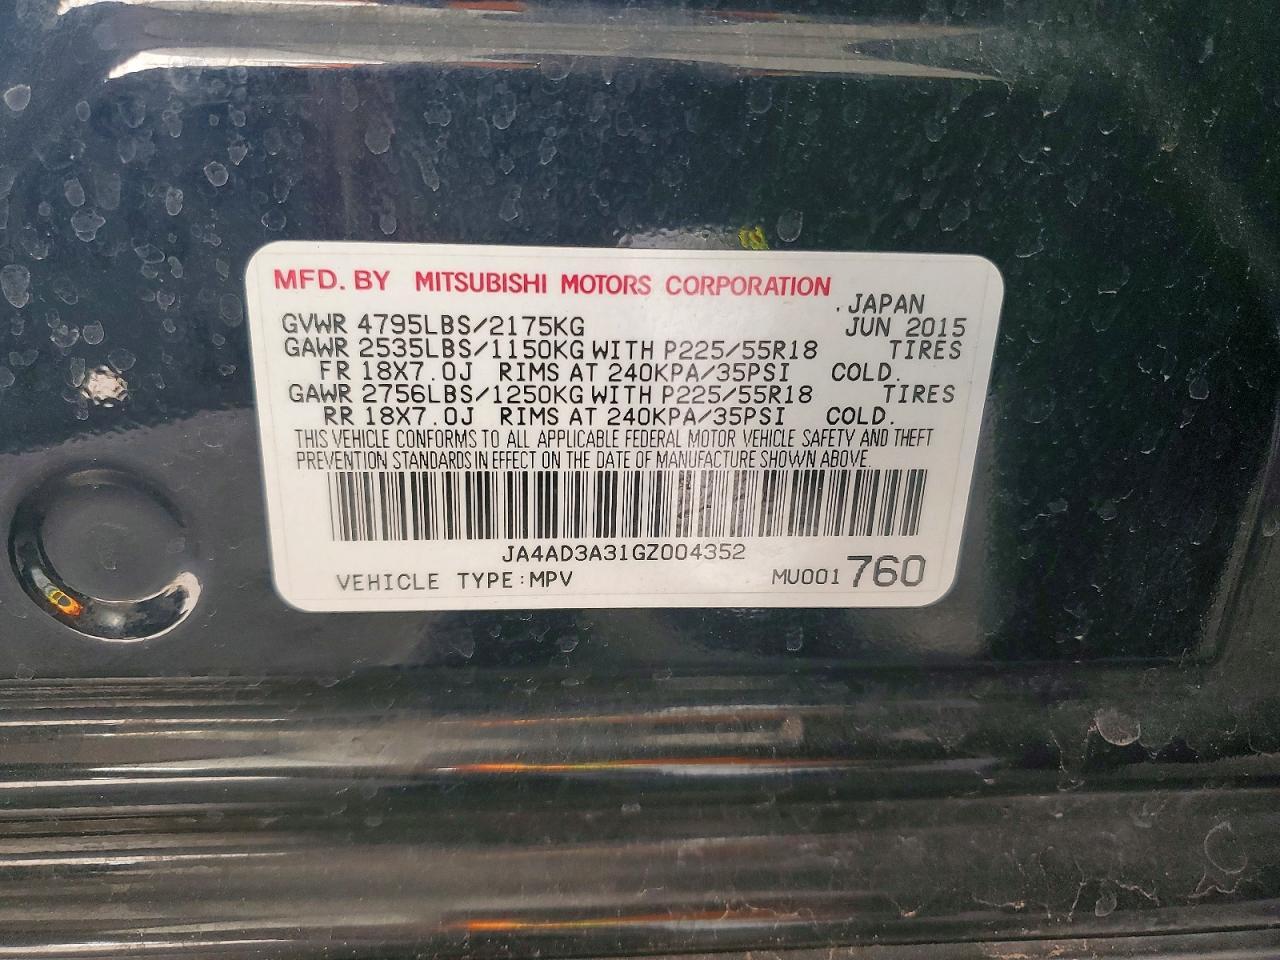 MFD. BY MITSUBISHI MOTORS CORPORATION
.JAPAN
GVWR 4795LBS/2175KG JUN 2015
GAWR 2535LBS/1150KG WITH P225/55R18 TIRES
FR 18X7.0J RIMS AT 240KPA/35PSI COLD.
GAWR 2756LBS/1250KG WITH P225/55R18 TIRES
RR 18X7.0J RIMS AT 240KPA/35PSI COLD.
THIS VEHICLE CONFORMS TO ALL APPLICABLE FEDERAL MOTOR VEHICLE SAFETY AND THEFT
PREVENTION STANDARDS IN EFFECT ON THE DATE OF MANUFACTURE SHOWN ABOVE.
JA4AD3A31GZ004352
VEHICLE TYPE:MPV MU001 760